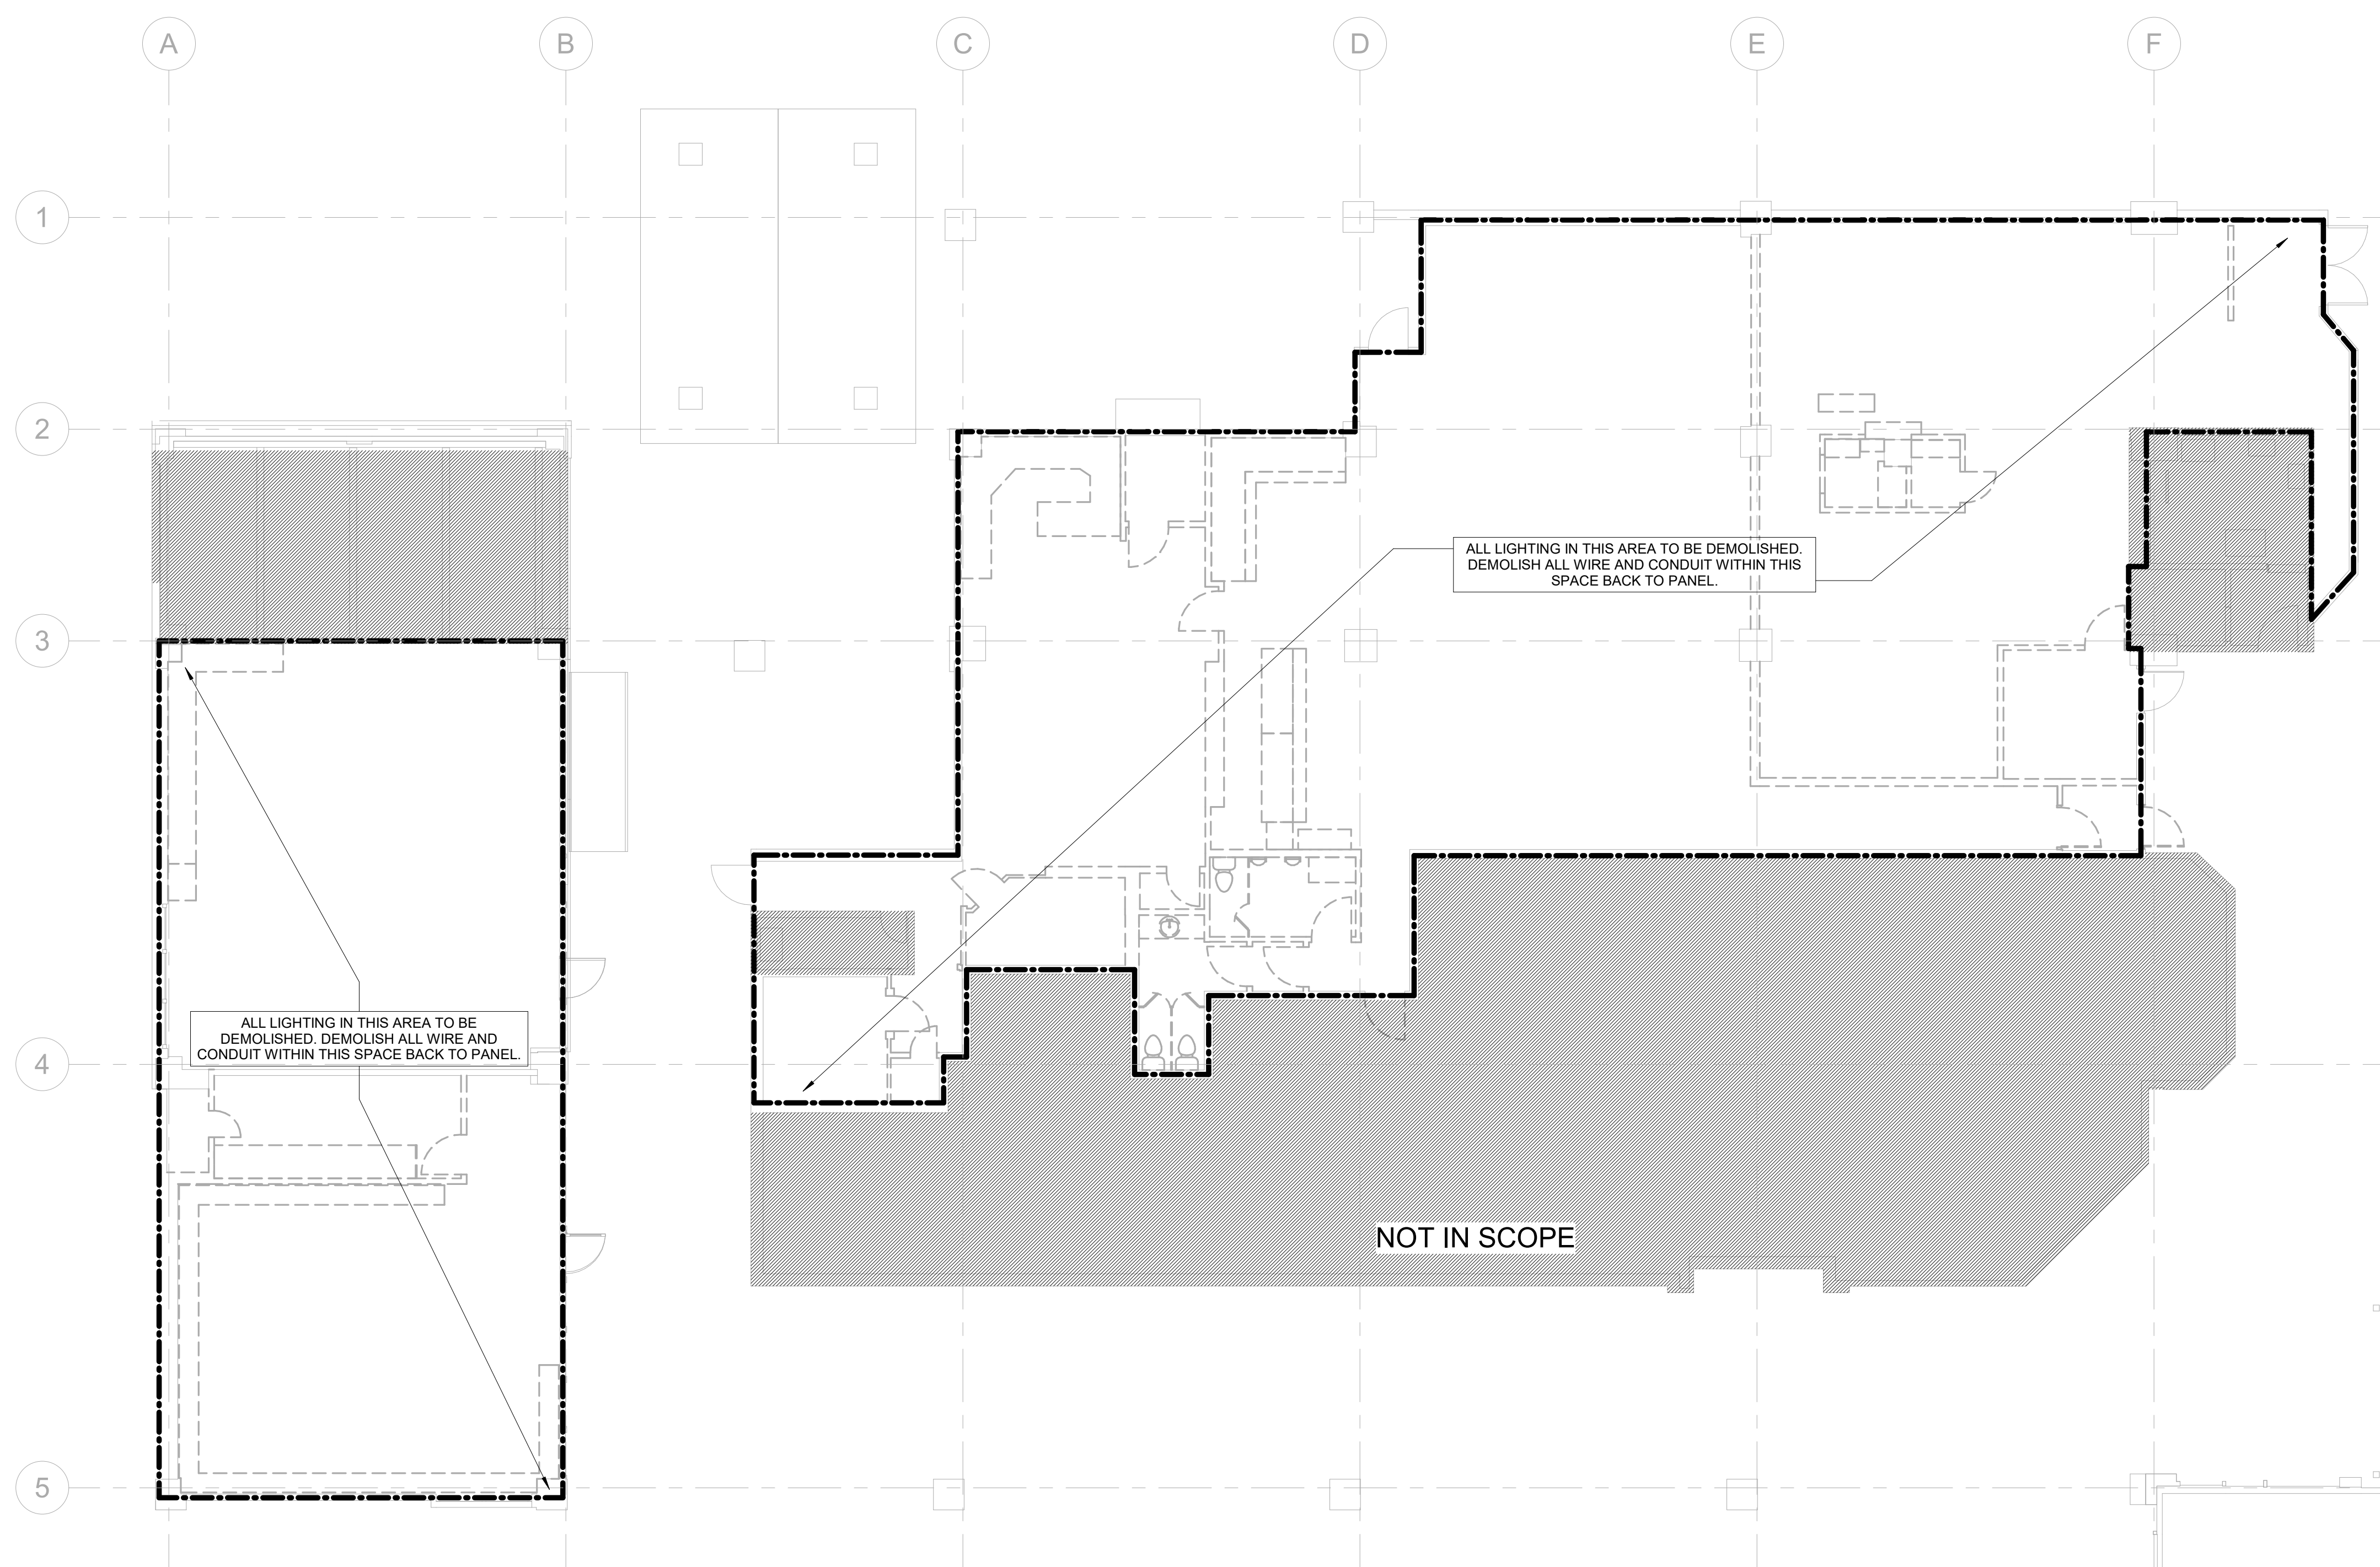 A
B
C
D
E
F
1
2
3
4
5
ALL LIGHTING IN THIS AREA TO BE DEMOLISHED.
DEMOLISH ALL WIRE AND CONDUIT WITHIN THIS
SPACE BACK TO PANEL.
ALL LIGHTING IN THIS AREA TO BE
DEMOLISHED. DEMOLISH ALL WIRE AND
CONDUIT WITHIN THIS SPACE BACK TO PANEL.
NOT IN SCOPE